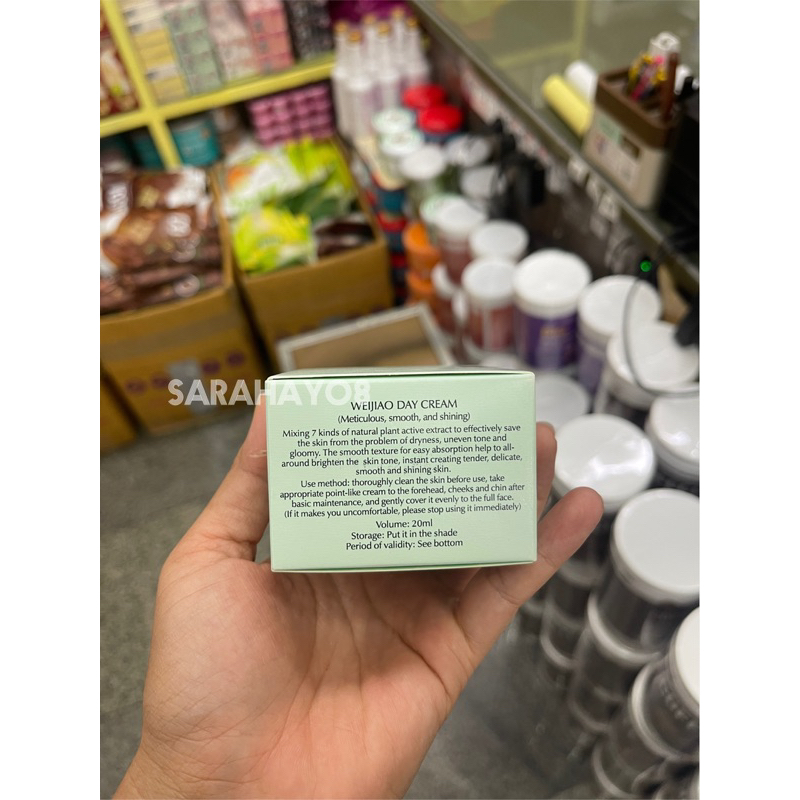 SARAHAYOB
WEIJIAO DAY CREAM
(Meticulous, smooth, and shining)
Mixing 7 kinds of natural plant active extract to effectively save
the skin from the problem of dryness, uneven tone and
gloomy. The smooth texture for easy absorption help to all-
around brighten the skin tone, instant creating tender, delicate,
smooth and shining skin.
Use method: thoroughly clean the skin before use, take
appropriate point-like cream to the forehead, cheeks and chin after
basic maintenance, and gently cover it evenly to the full face.
(If it makes you uncomfortable, please stop using it immediately)
Volume: 20ml
Storage: Put it in the shade
Period of validity: See bottom